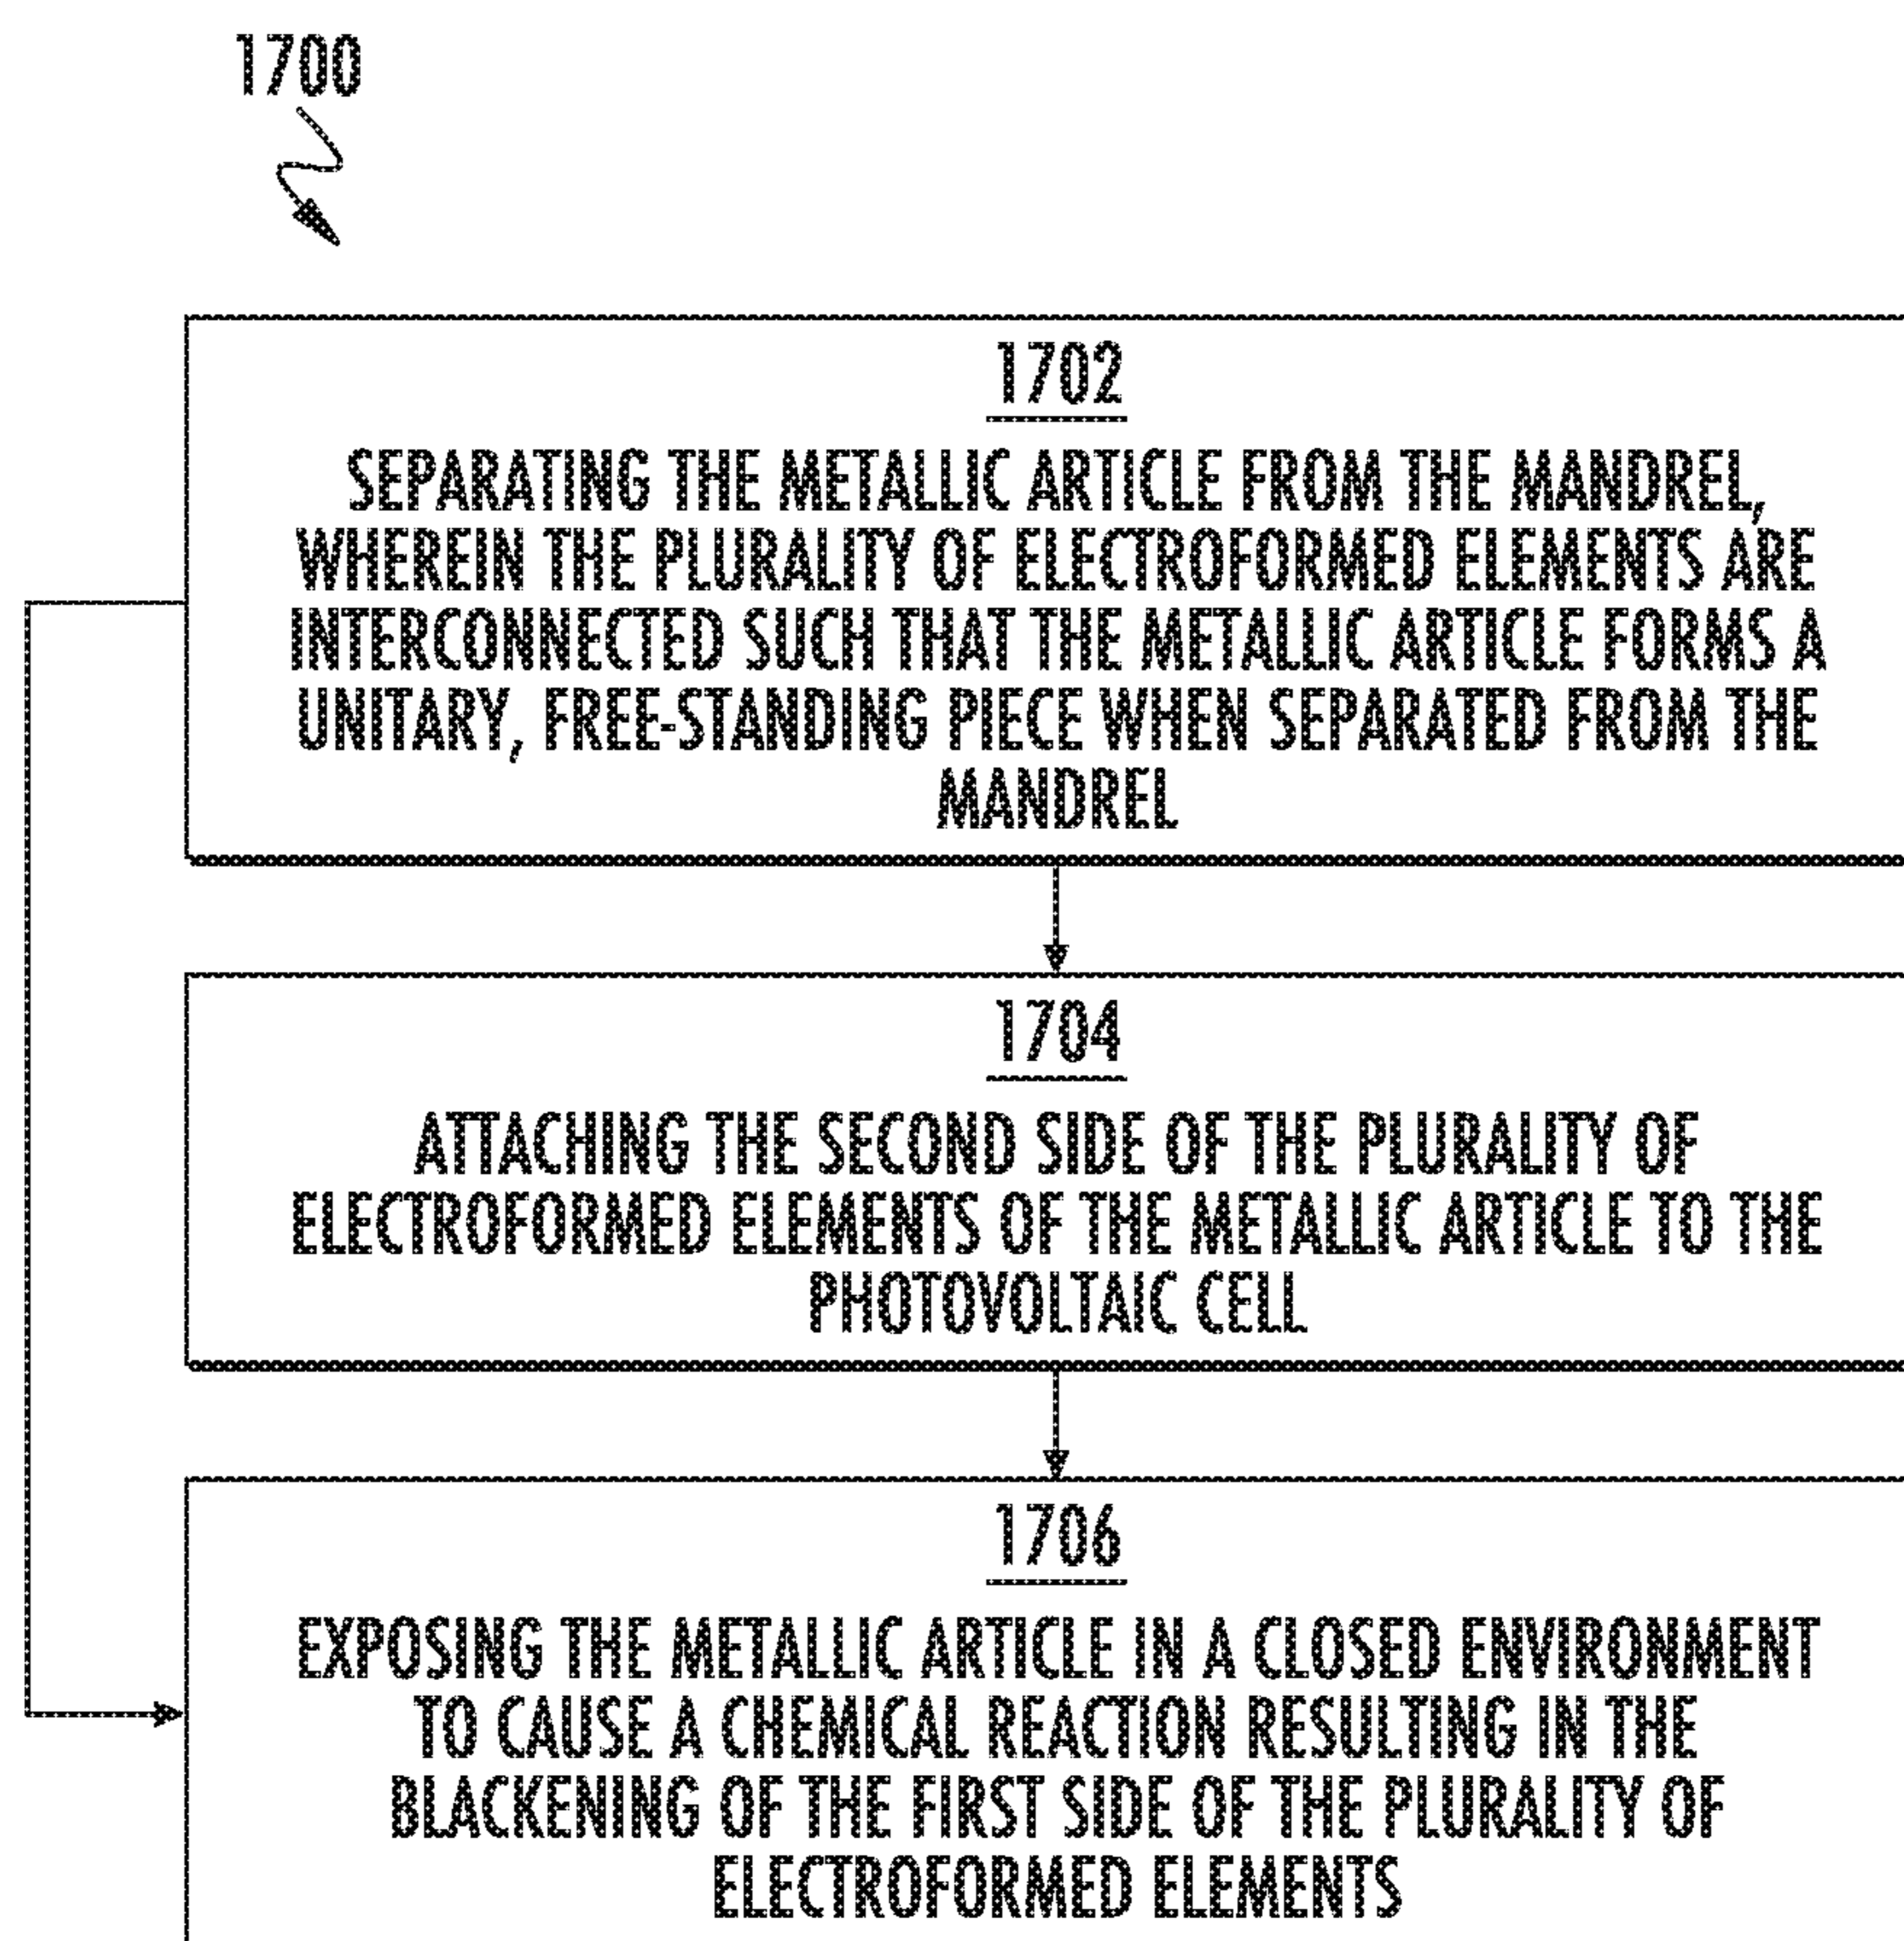 1700
1702
SEPARATING THE METALLIC ARTICLE FROM THE MANDREL,
WHEREIN THE PLURALITY OF ELECTROFORMED ELEMENTS ARE
INTERCONNECTED SUCH THAT THE METALLIC ARTICLE FORMS A
UNITARY, FREE-STANDING PIECE WHEN SEPARATED FROM THE
MANDREL
1704
ATTACHING THE SECOND SIDE OF THE PLURALITY OF
ELECTROFORMED ELEMENTS OF THE METALLIC ARTICLE TO THE
PHOTOVOLTAIC CELL
1706
EXPOSING THE METALLIC ARTICLE IN A CLOSED ENVIRONMENT
TO CAUSE A CHEMICAL REACTION RESULTING IN THE
BLACKENING OF THE FIRST SIDE OF THE PLURALITY OF
ELECTROFORMED ELEMENTS